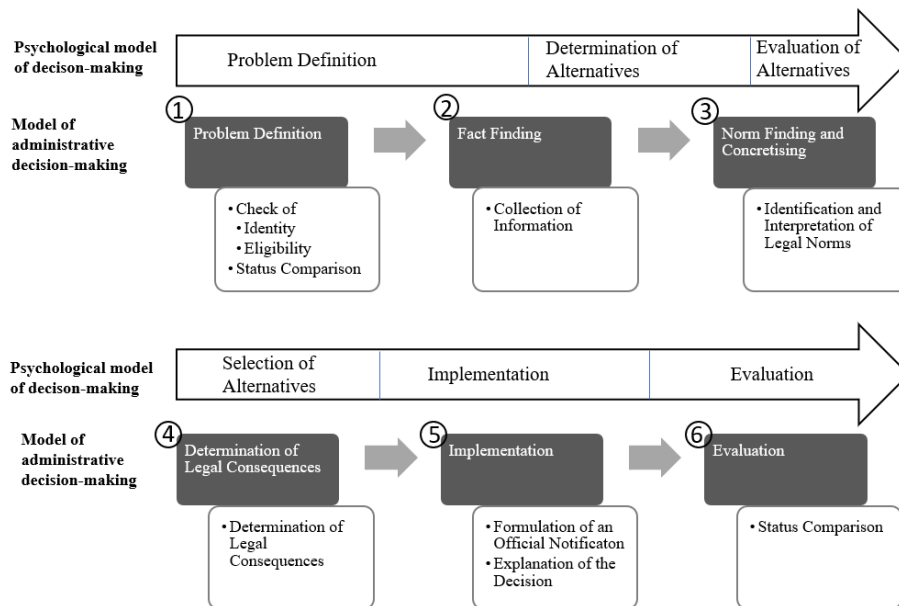 Psychological model
of decison-making
Problem Definition
Determination of
Alternatives
Evaluation of
Alternatives
Model of
administrative
decision-making
①
Problem Definition
• Check of
• Identity
• Eligibility
• Status Comparison
②
Fact Finding
• Collection of
Information
③
Norm Finding and
Concretising
• Identification and
Interpretation of
Legal Norms
Psychological model
of decison-making
Selection of
Alternatives
Implementation
Evaluation
Model of
administrative
decision-making
④
Determination of
Legal Consequences
• Determination of
Legal
Consequences
⑤
Implementation
• Formulation of an
Official Notificaton
• Explanation of the
Decision
⑥
Evaluation
• Status Comparison